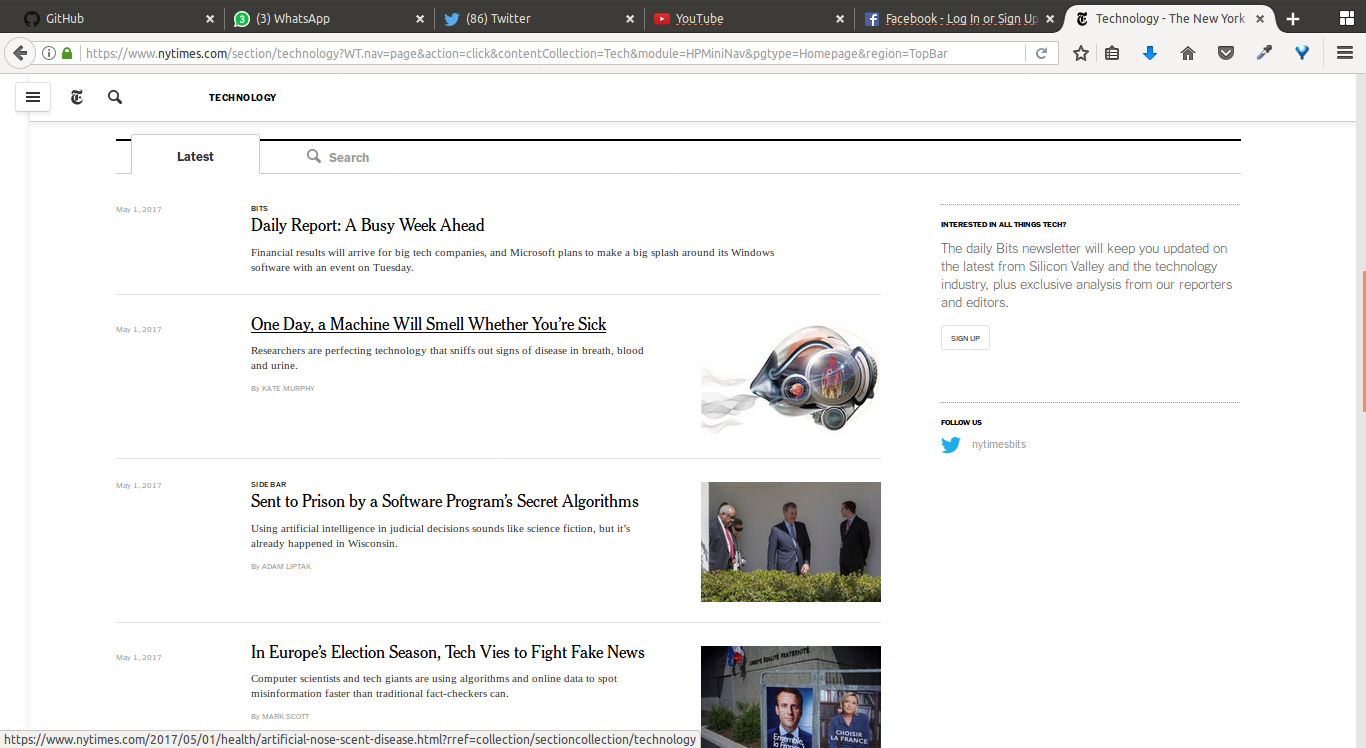 GitHub
(3) WhatsApp
(86) Twitter
YouTube
Facebook - Log In or Sign Up
Technology - The New York
https://www.nytimes.com/section/technology?WT.nav=page&action=click&contentCollection=Tech&module=HPMiniNav&pgtype=Homepage&region=TopBar
TECHNOLOGY
Latest
Search
May 1, 2017
BITS
Daily Report: A Busy Week Ahead
Financial results will arrive for big tech companies, and Microsoft plans to make a big splash around its Windows
software with an event on Tuesday.
May 1, 2017
One Day, a Machine Will Smell Whether You’re Sick
Researchers are perfecting technology that sniffs out signs of disease in breath, blood
and urine.
By KATE MURPHY
May 1, 2017
SIDEBAR
Sent to Prison by a Software Program’s Secret Algorithms
Using artificial intelligence in judicial decisions sounds like science fiction, but it’s
already happened in Wisconsin.
By ADAM LIPTAK
May 1, 2017
In Europe’s Election Season, Tech Vies to Fight Fake News
Computer scientists and tech giants are using algorithms and online data to spot
misinformation faster than traditional fact-checkers can.
By MARK SCOTT
ÉGALITÉ FRATERNITÉ
Ensemble,
la France
CHOISIR
LA FRANCE
INTERESTED IN ALL THINGS TECH?
The daily Bits newsletter will keep you updated on
the latest from Silicon Valley and the technology
industry, plus exclusive analysis from our reporters
and editors.
SIGN UP
FOLLOW US
nytimesbits
https://www.nytimes.com/2017/05/01/health/artificial-nose-scent-disease.html?rref=collection/sectioncollection/technology